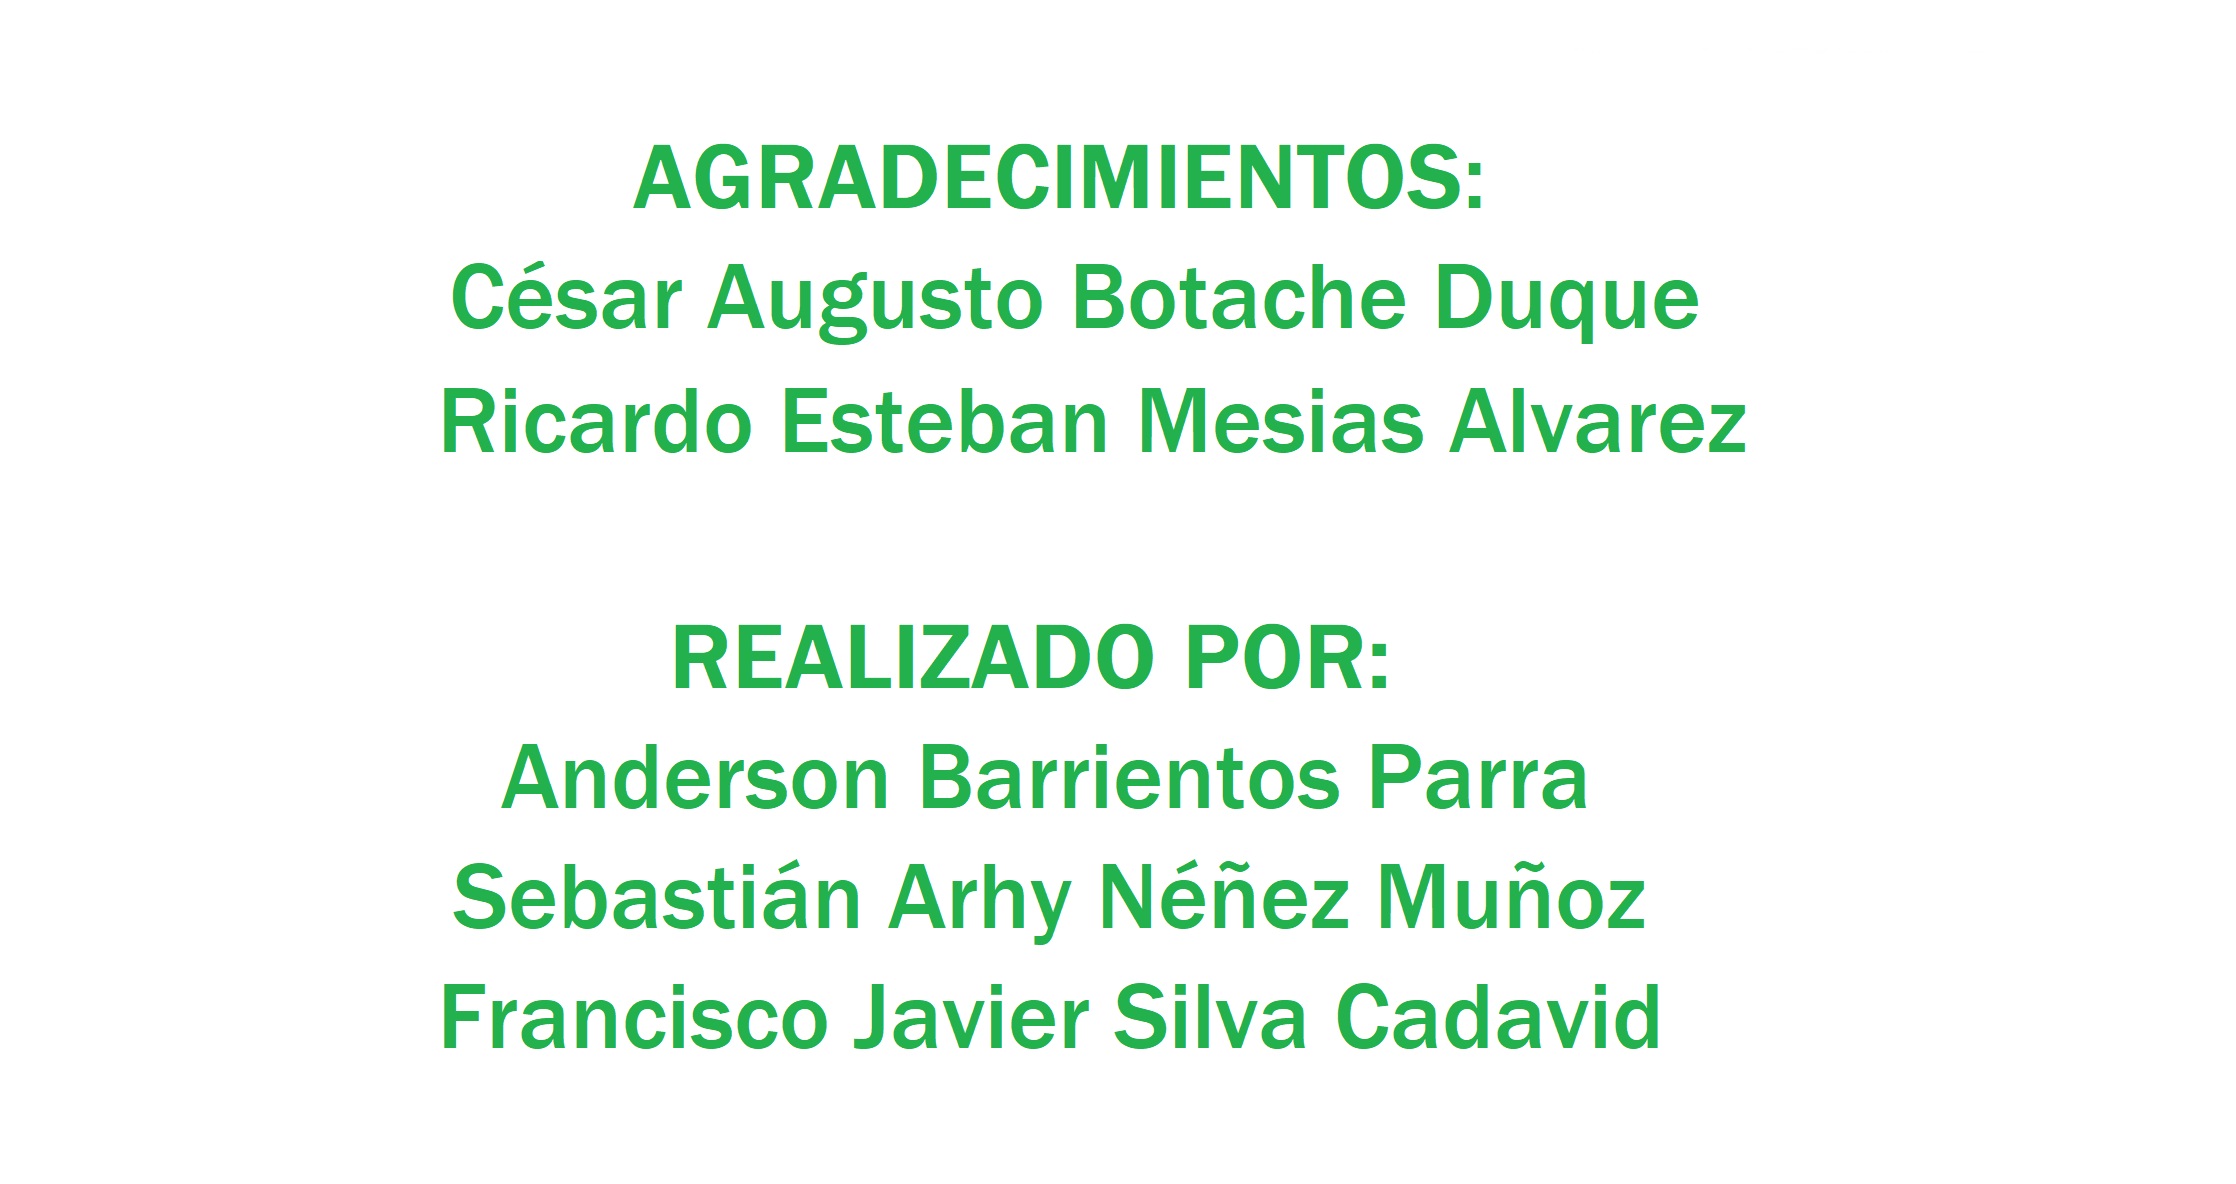 AGRADECIMIENTOS:
César Augusto Botache Duque
Ricardo Esteban Mesias Alvarez
REALIZADO POR:
Anderson Barrientos Parra
Sebastián Arhy Néñez Muñoz
Francisco Javier Silva Cadavid